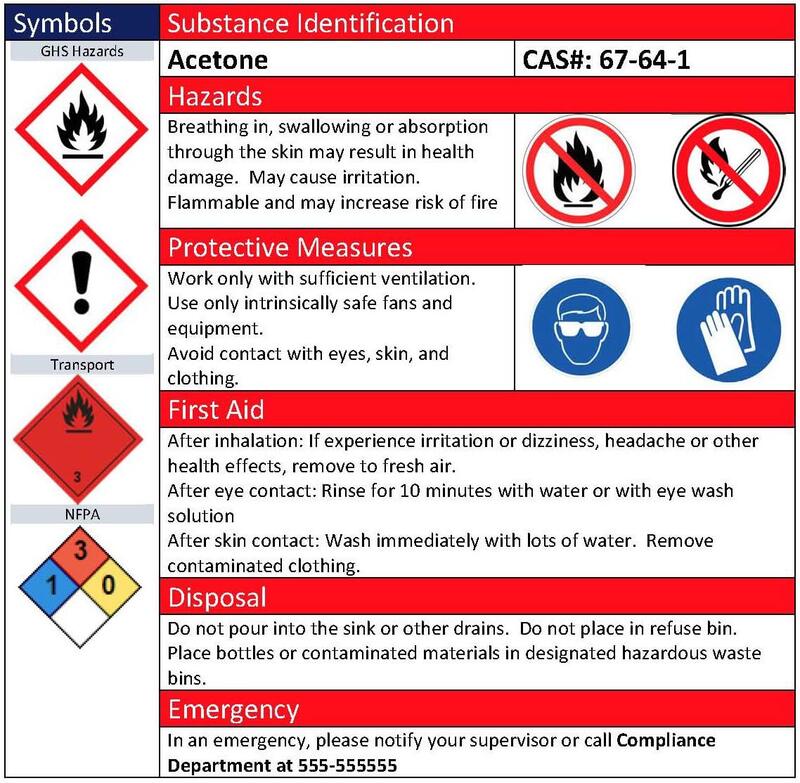 Symbols
Substance Identification
GHS Hazards
Acetone
CAS#: 67-64-1
Hazards
Breathing in, swallowing or absorption
through the skin may result in health
damage. May cause irritation.
Flammable and may increase risk of fire
Protective Measures
Work only with sufficient ventilation.
Use only intrinsically safe fans and
equipment.
Avoid contact with eyes, skin, and
clothing.
Transport
3
NFPA
3
1
0
First Aid
After inhalation: If experience irritation or dizziness, headache or other
health effects, remove to fresh air.
After eye contact: Rinse for 10 minutes with water or with eye wash
solution
After skin contact: Wash immediately with lots of water. Remove
contaminated clothing.
Disposal
Do not pour into the sink or other drains. Do not place in refuse bin.
Place bottles or contaminated materials in designated hazardous waste
bins.
Emergency
In an emergency, please notify your supervisor or call Compliance
Department at 555-555555